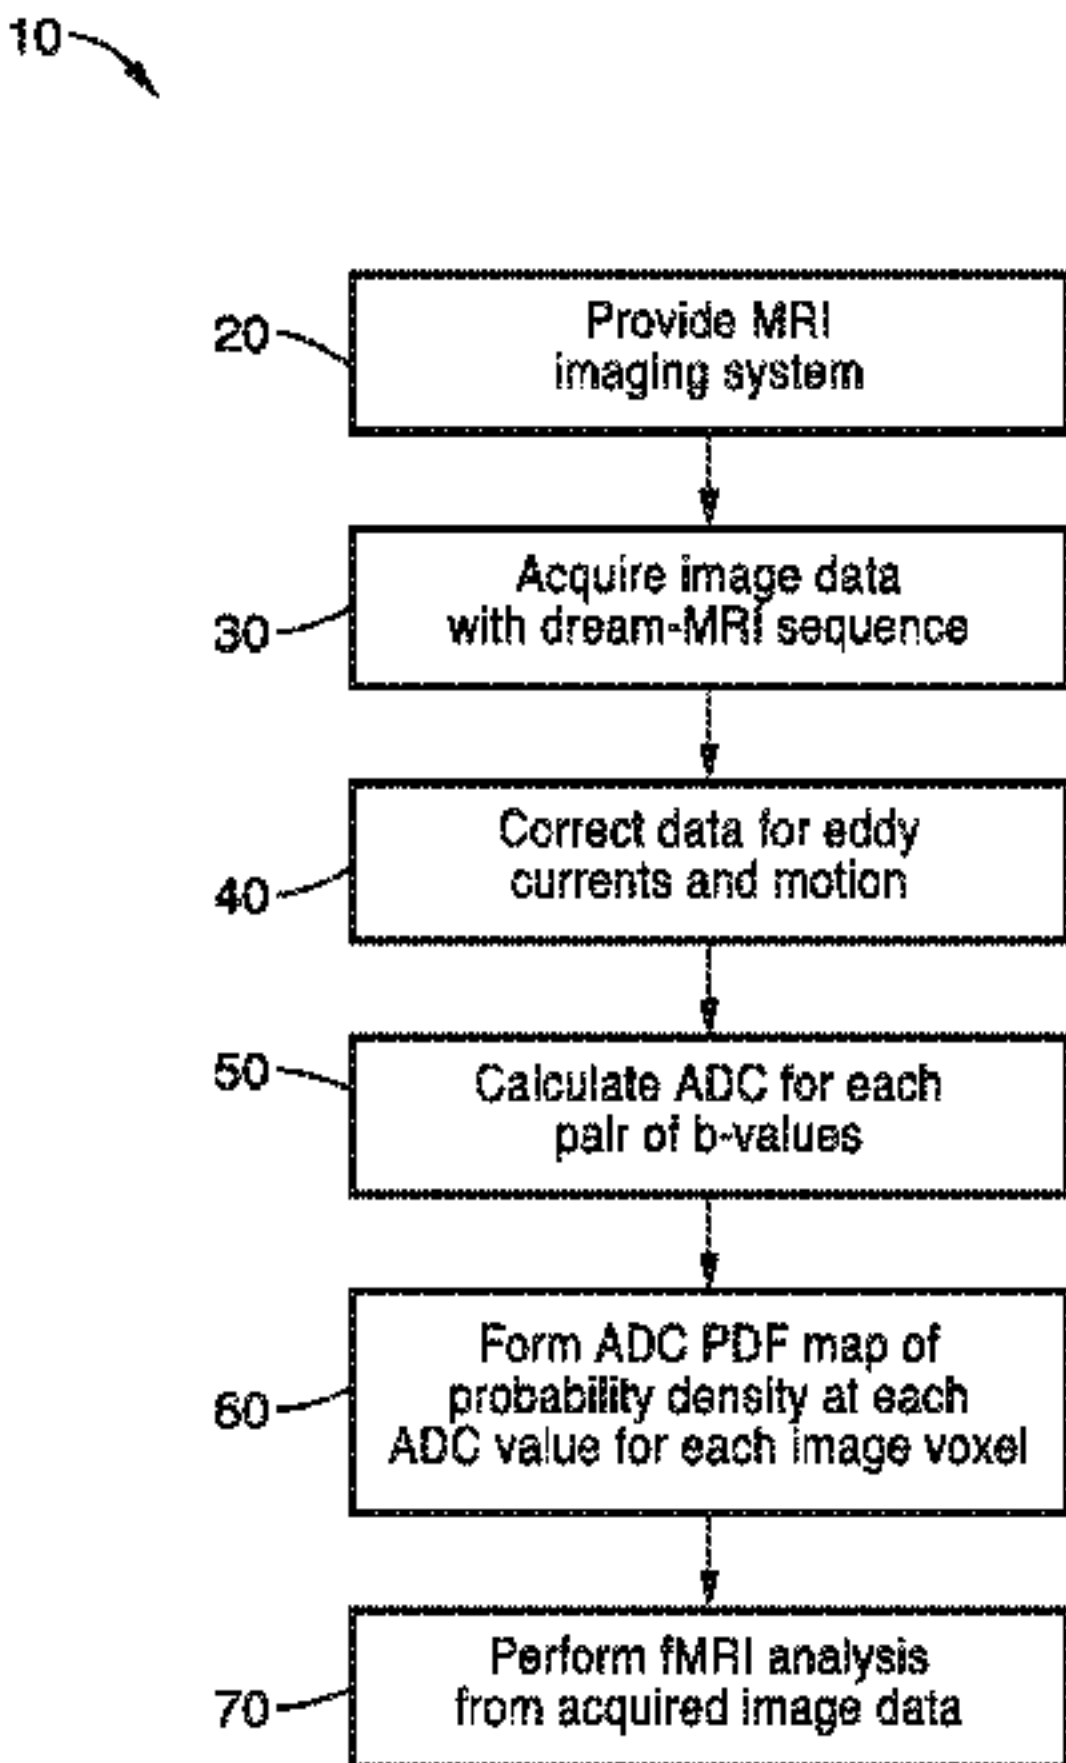 10
20
Provide MRI
imaging system
30
Acquire image data
with dream-MRI sequence
40
Correct data for eddy
currents and motion
50
Calculate ADC for each
pair of b-values
60
Form ADC PDF map of
probability density at each
ADC value for each image voxel
70
Perform fMRI analysis
from acquired image data